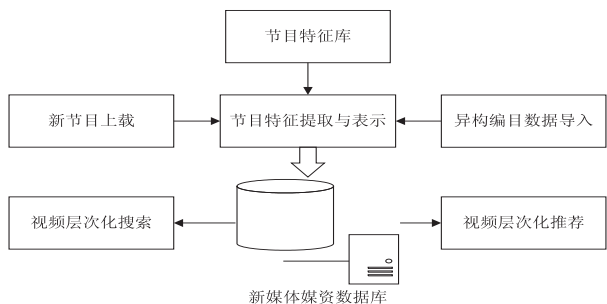 节目特征库
新节目上载
节目特征提取与表示
异构编目数据导入
视频层次化搜索
视频层次化推荐
新媒体媒资数据库